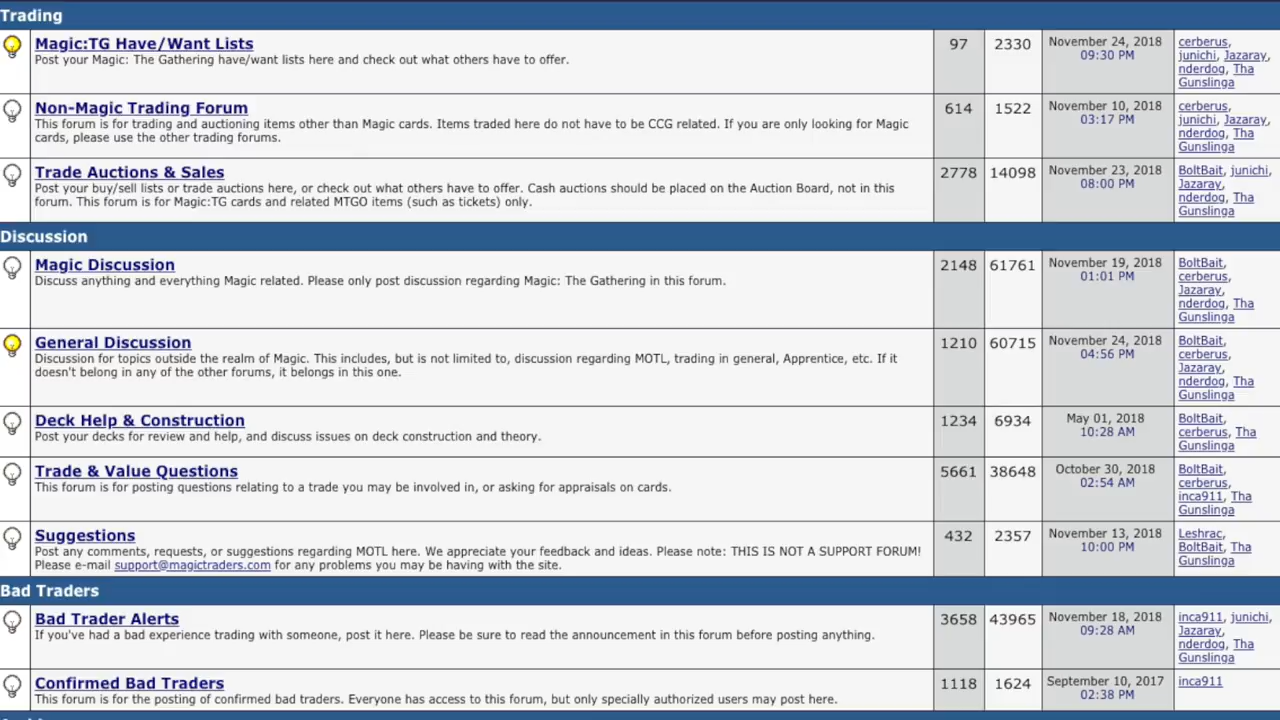 Trading
Magic:TG Have/Want Lists
Post your Magic: The Gathering have/want lists here and check out what others have to offer.
97
2330
November 24, 2018
09:30 PM
cerberus,
junichi, Jazaray,
nderdog, Tha
Gunslinga
Non-Magic Trading Forum
This forum is for trading and auctioning items other than Magic cards. Items traded here do not have to be CCG related. If you are only looking for Magic
cards, please use the other trading forums.
614
1522
November 10, 2018
03:17 PM
cerberus,
junichi, Jazaray,
nderdog, Tha
Gunslinga
Trade Auctions & Sales
Post your buy/sell lists or trade auctions here, or check out what others have to offer. Cash auctions should be placed on the Auction Board, not in this
forum. This forum is for Magic:TG cards and related MTGO items (such as tickets) only.
2778
14098
November 23, 2018
08:00 PM
BoltBait, junichi,
Jazaray,
nderdog, Tha
Gunslinga
Discussion
Magic Discussion
Discuss anything and everything Magic related. Please only post discussion regarding Magic: The Gathering in this forum.
2148
61761
November 19, 2018
01:01 PM
BoltBait,
cerberus,
Jazaray,
nderdog, Tha
Gunslinga
General Discussion
Discussion for topics outside the realm of Magic. This includes, but is not limited to, discussion regarding MOTL, trading in general, Apprentice, etc. If it
doesn't belong in any of the other forums, it belongs in this one.
1210
60715
November 24, 2018
04:56 PM
BoltBait,
cerberus,
Jazaray,
nderdog, Tha
Gunslinga
Deck Help & Construction
Post your decks for review and help, and discuss issues on deck construction and theory.
1234
6934
May 01, 2018
10:28 AM
BoltBait,
cerberus, Tha
Gunslinga
Trade & Value Questions
This forum is for posting questions relating to a trade you may be involved in, or asking for appraisals on cards.
5661
38648
October 30, 2018
02:54 AM
BoltBait,
cerberus,
inca911, Tha
Gunslinga
Suggestions
Post any comments, requests, or suggestions regarding MOTL here. We appreciate your feedback and ideas. Please note: THIS IS NOT A SUPPORT FORUM!
Please e-mail support@magictraders.com for any problems you may be having with the site.
432
2357
November 13, 2018
10:00 PM
Leshrac,
BoltBait, Tha
Gunslinga
Bad Traders
Bad Trader Alerts
If you've had a bad experience trading with someone, post it here. Please be sure to read the announcement in this forum before posting anything.
3658
43965
November 18, 2018
09:28 AM
inca911, junichi,
Jazaray,
nderdog, Tha
Gunslinga
Confirmed Bad Traders
This forum is for the posting of confirmed bad traders. Everyone has access to this forum, but only specially authorized users may post here.
1118
1624
September 10, 2017
02:38 PM
inca911